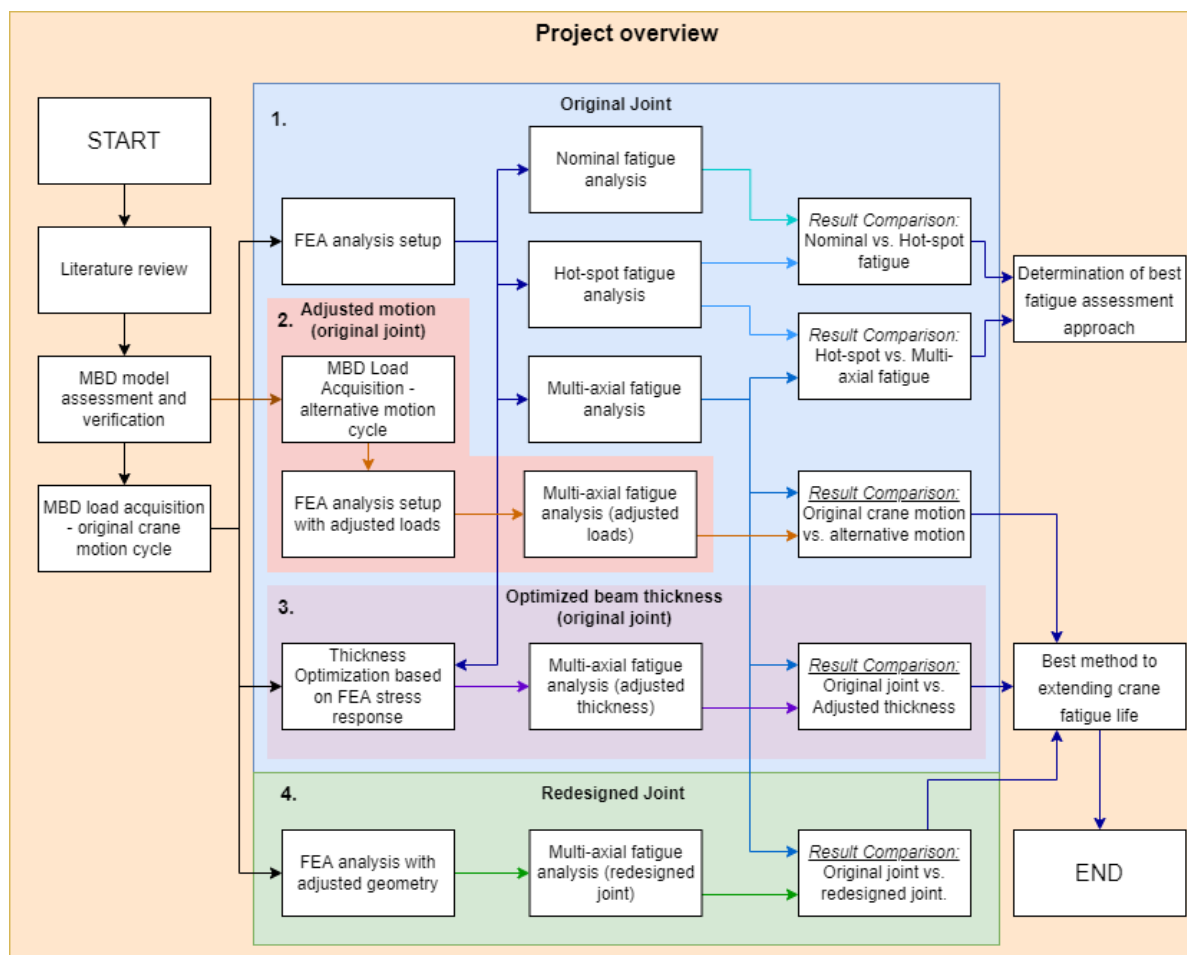 Project overview
START
Literature review
MBD model
assessment and
verification
MBD load acquisition
- original crane
motion cycle
1.
Original Joint
FEA analysis setup
Nominal fatigue
analysis
Hot-spot fatigue
analysis
Multi-axial fatigue
analysis
Result Comparison:
Nominal vs. Hot-spot
fatigue
Result Comparison:
Hot-spot vs. Multi-
axial fatigue
Determination of best
fatigue assessment
approach
2.
Adjusted motion
(original joint)
MBD Load
Acquisition -
alternative motion
cycle
FEA analysis setup
with adjusted loads
Multi-axial fatigue
analysis (adjusted
loads)
Result Comparison:
Original crane motion
vs. alternative motion
3.
Optimized beam thickness
(original joint)
Thickness
Optimization based
on FEA stress
response
Multi-axial fatigue
analysis (adjusted
thickness)
Result Comparison:
Original joint vs.
Adjusted thickness
Best method to
extending crane
fatigue life
4.
Redesigned Joint
FEA analysis with
adjusted geometry
Multi-axial fatigue
analysis (redesigned
joint)
Result Comparison:
Original joint vs.
redesigned joint.
END